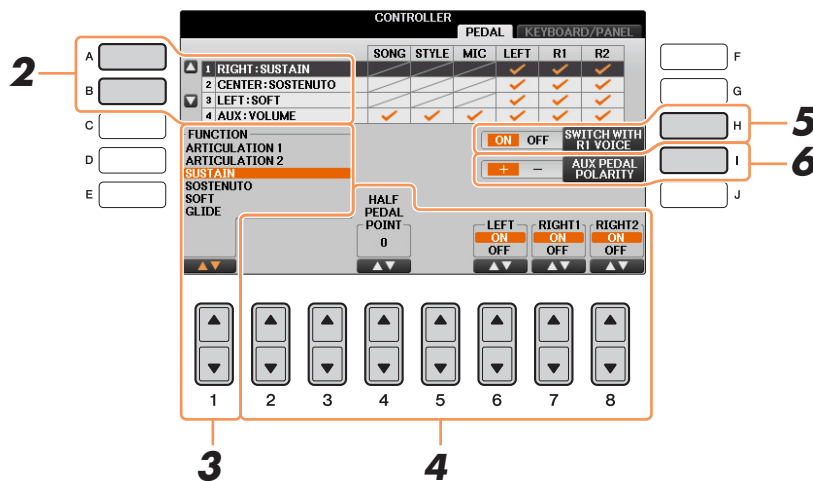 CONTROLLER
PEDAL KEYBOARD/PANEL
SONG STYLE MIC LEFT R1 R2
1 RIGHT:SUSTAIN
2 CENTER:SOSTENUTO
3 LEFT:SOFT
4 AUX:VOLUME
A
B
C
D
E
F
G
H
I
J
2
5
6
ON OFF SWITCH WITH
R1 VOICE
+ − AUX PEDAL
POLARITY
FUNCTION
ARTICULATION 1
ARTICULATION 2
SUSTAIN
SOSTENUTO
SOFT
GLIDE
HALF
PEDAL
POINT
0
LEFT RIGHT1 RIGHT2
ON ON ON
OFF OFF OFF
1 2 3 4 5 6 7 8
3 4